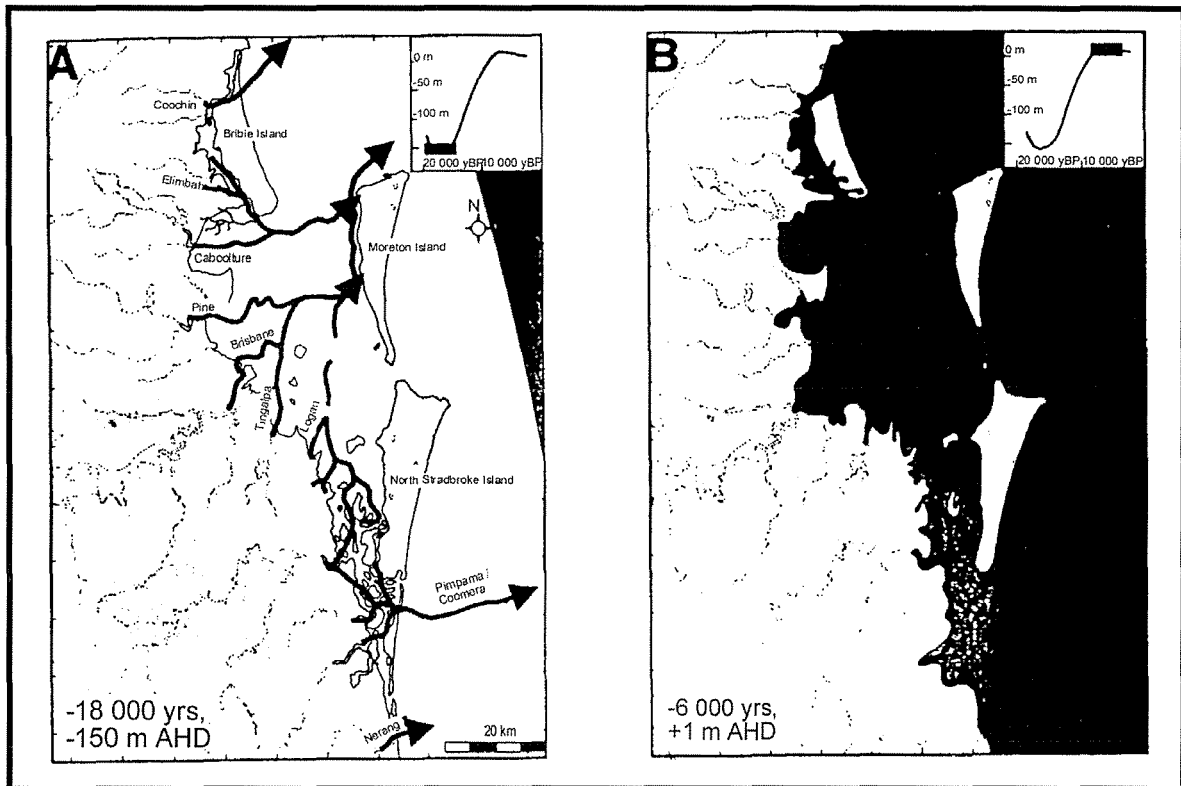 A
0 m
-50 m
-100 m
20 000 yBP
10 000 yBP
Coochin
Bribie Island
Elimbah
N
Moreton Island
Caboolture
Pine
Brisbane
Tingalpa
Logan
North Stradbroke Island
Pimpama /
Coomera
-18 000 yrs,
-150 m AHD
Nerang
20 km
B
0 m
-50 m
-100 m
20 000 yBP
10 000 yBP
-6 000 yrs,
+1 m AHD